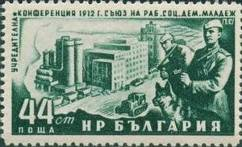 УЧРЕДИТЕЛНА
КОНФЕРЕНЦИЯ 1912 Г. СЪЮЗ НА РАБ. СОЦ. ДЕМ. МЛАДЕЖ
44 СТ
ПОЩА
НР БЪЛГАРИЯ